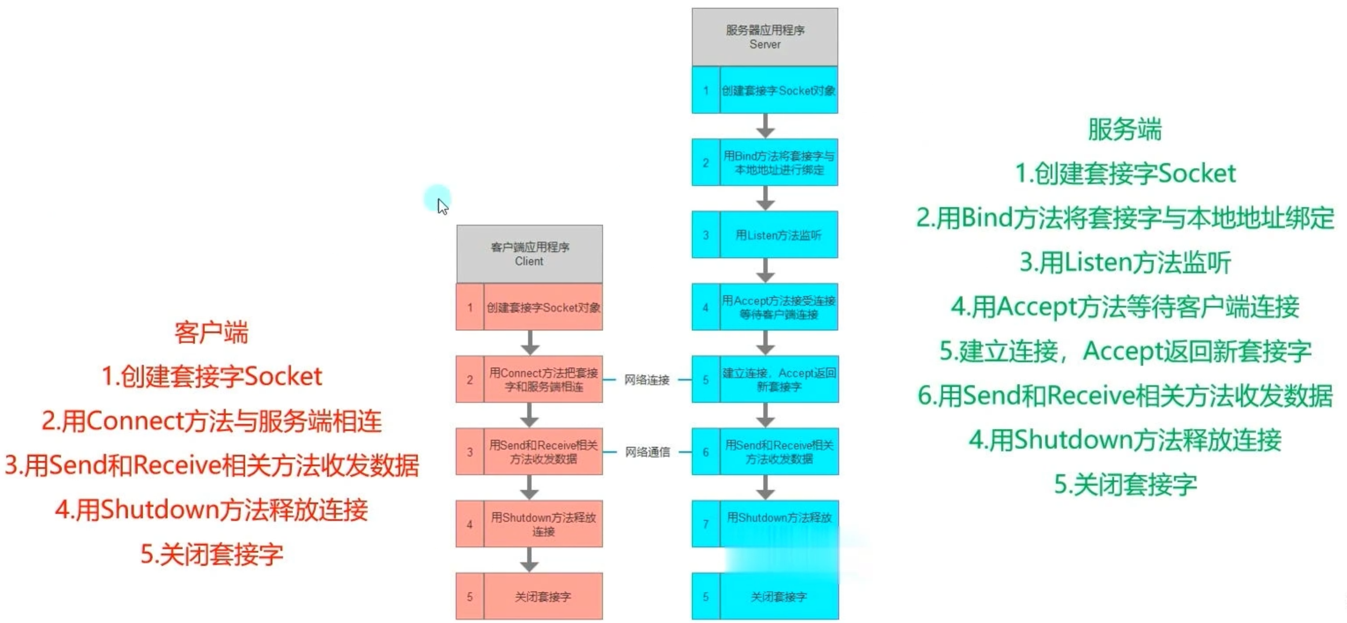 客户端
1.创建套接字Socket
2.用Connect方法与服务端相连
3.用Send和Receive相关方法收发数据
4.用Shutdown方法释放连接
5.关闭套接字
客户端应用程序
Client
1 创建套接字Socket对象
2 用Connect方法把套接
字和服务端相连
3 用Send和Receive相关
方法收发数据
4 用Shutdown方法释放
连接
5 关闭套接字
网络连接
网络通信
服务器应用程序
Server
1 创建套接字Socket对象
2 用Bind方法将套接字与
本地地址进行绑定
3 用Listen方法监听
4 用Accept方法接受连接
等待客户端连接
5 建立连接，Accept返回
新套接字
6 用Send和Receive相关
方法收发数据
7 用Shutdown方法释放
5 关闭套接字
服务端
1.创建套接字Socket
2.用Bind方法将套接字与本地地址绑定
3.用Listen方法监听
4.用Accept方法等待客户端连接
5.建立连接，Accept返回新套接字
6.用Send和Receive相关方法收发数据
4.用Shutdown方法释放连接
5.关闭套接字